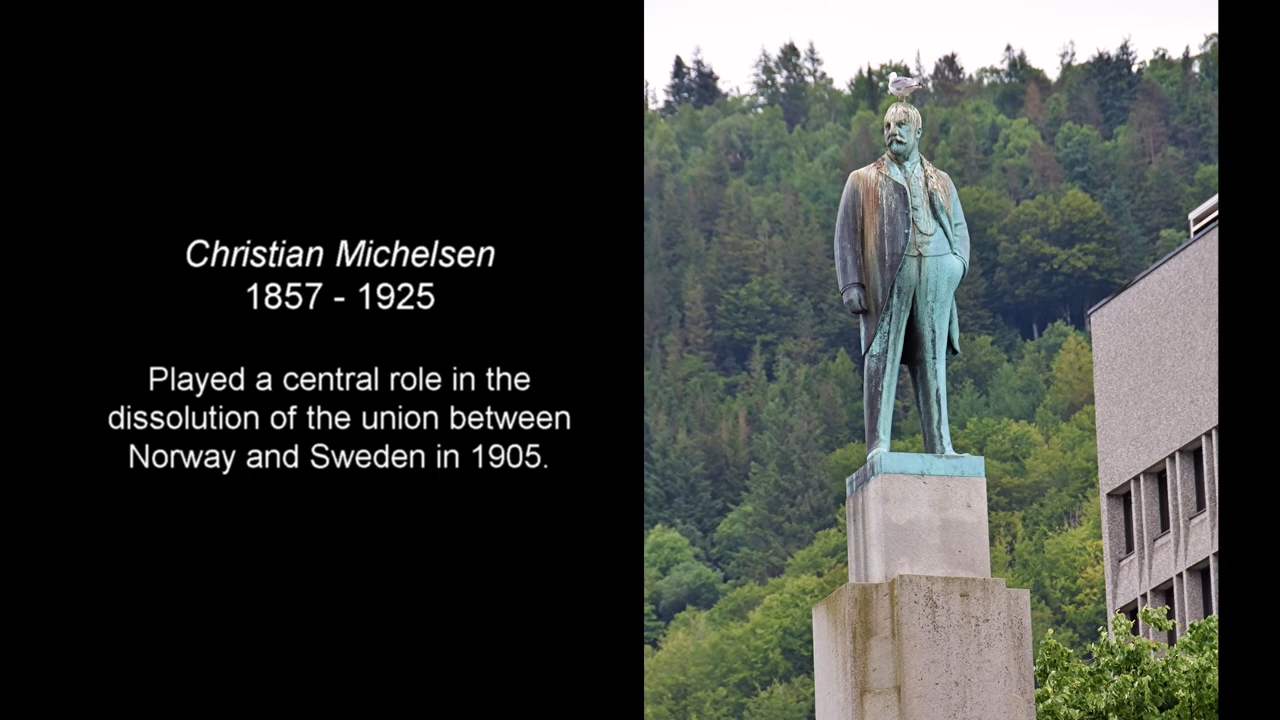 Christian Michelsen
1857 - 1925
Played a central role in the
dissolution of the union between
Norway and Sweden in 1905.